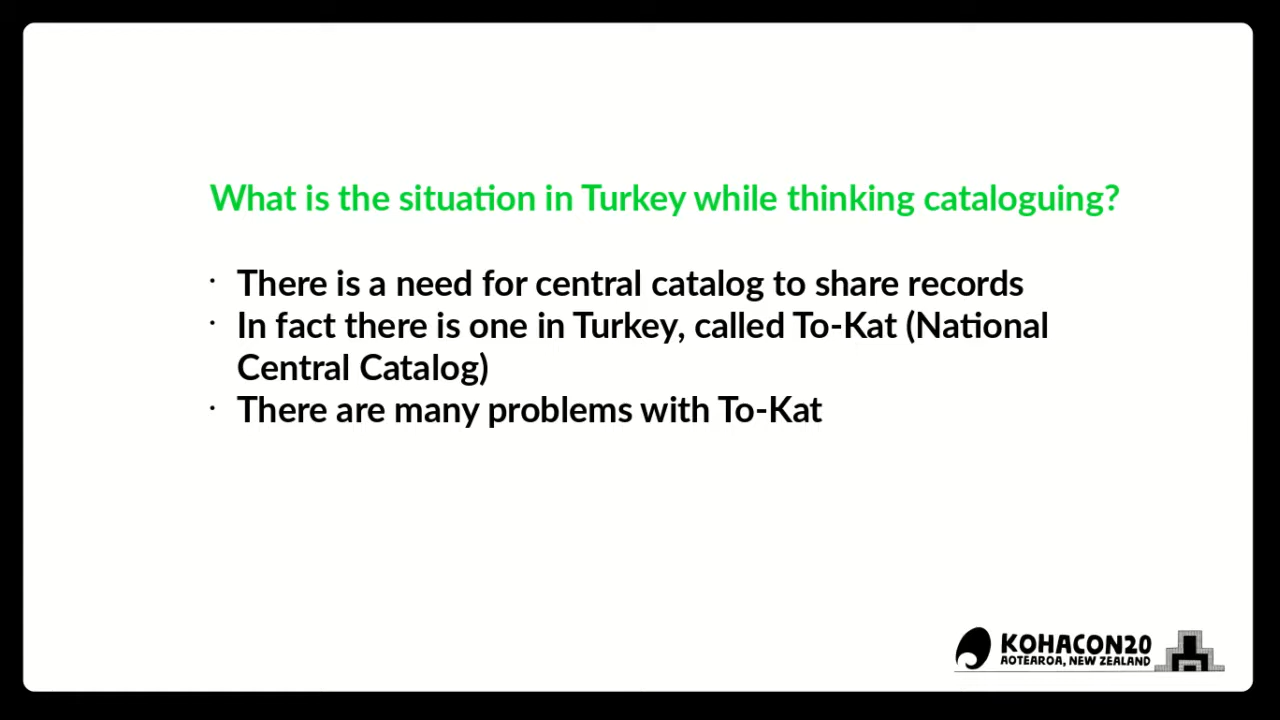 What is the situation in Turkey while thinking cataloguing?
· There is a need for central catalog to share records
· In fact there is one in Turkey, called To-Kat (National
Central Catalog)
· There are many problems with To-Kat
KOHACON20
AOTEAROA, NEW ZEALAND